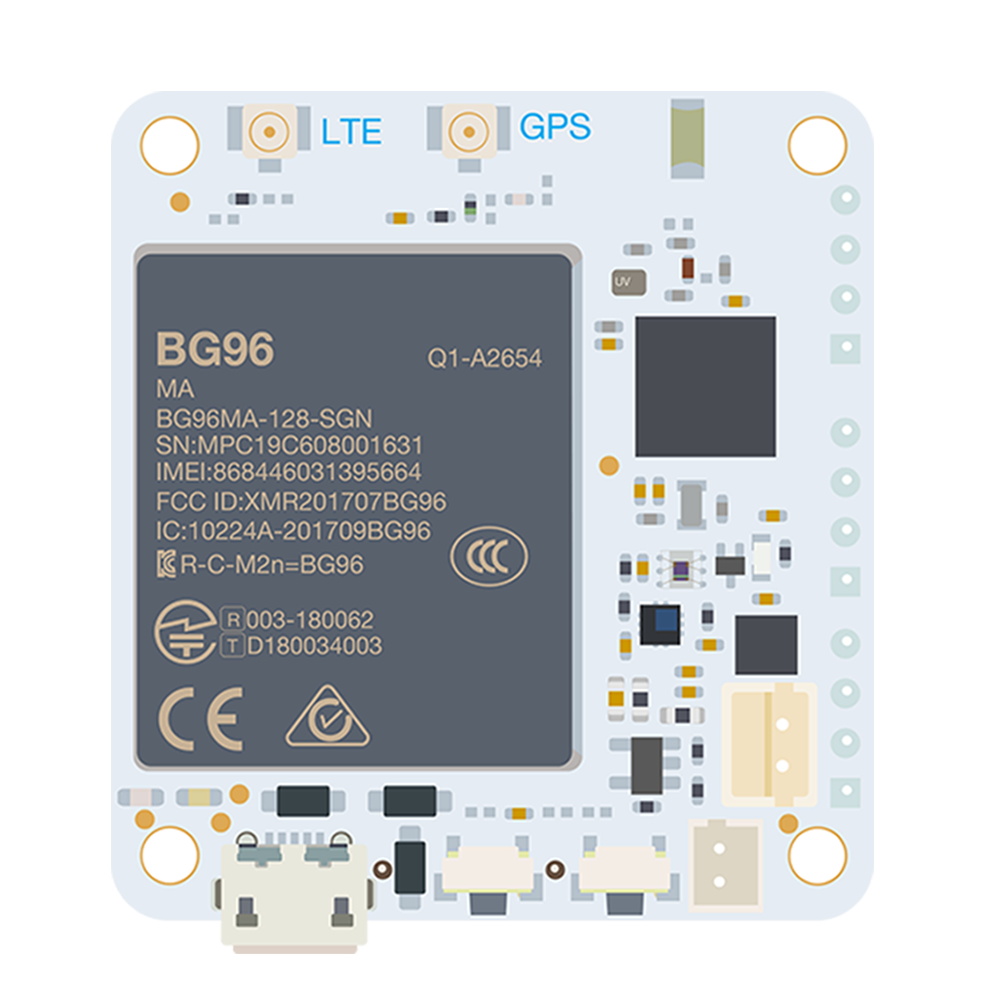 LTE
GPS
UV
BG96
Q1-A2654
MA
BG96MA-128-SGN
SN:MPC19C608001631
IMEI:868446031395664
FCC ID:XMR201707BG96
IC:10224A-201709BG96
R-C-M2n=BG96
CCC
R 003-180062
T D180034003
CE